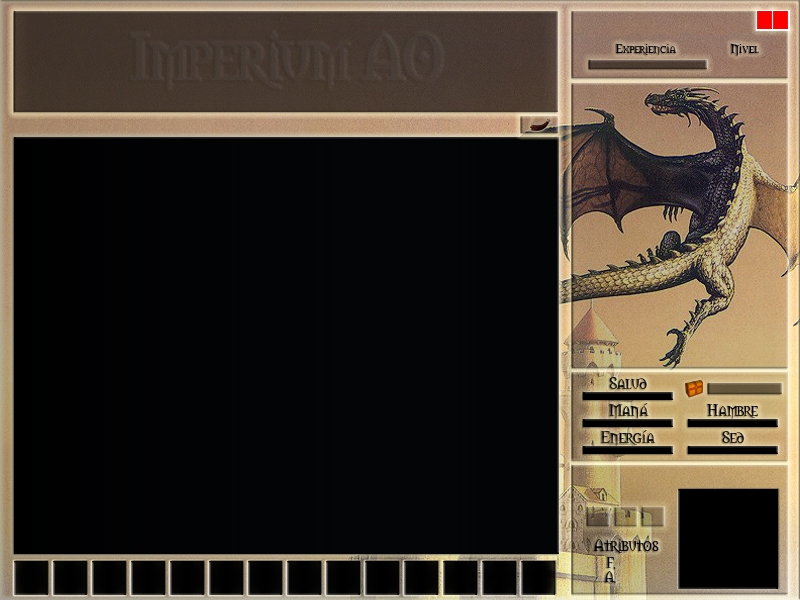 Imperium AO
Experiencia Nivel
Salud
Maná Hambre
Energía Sed
Atributos
F
A